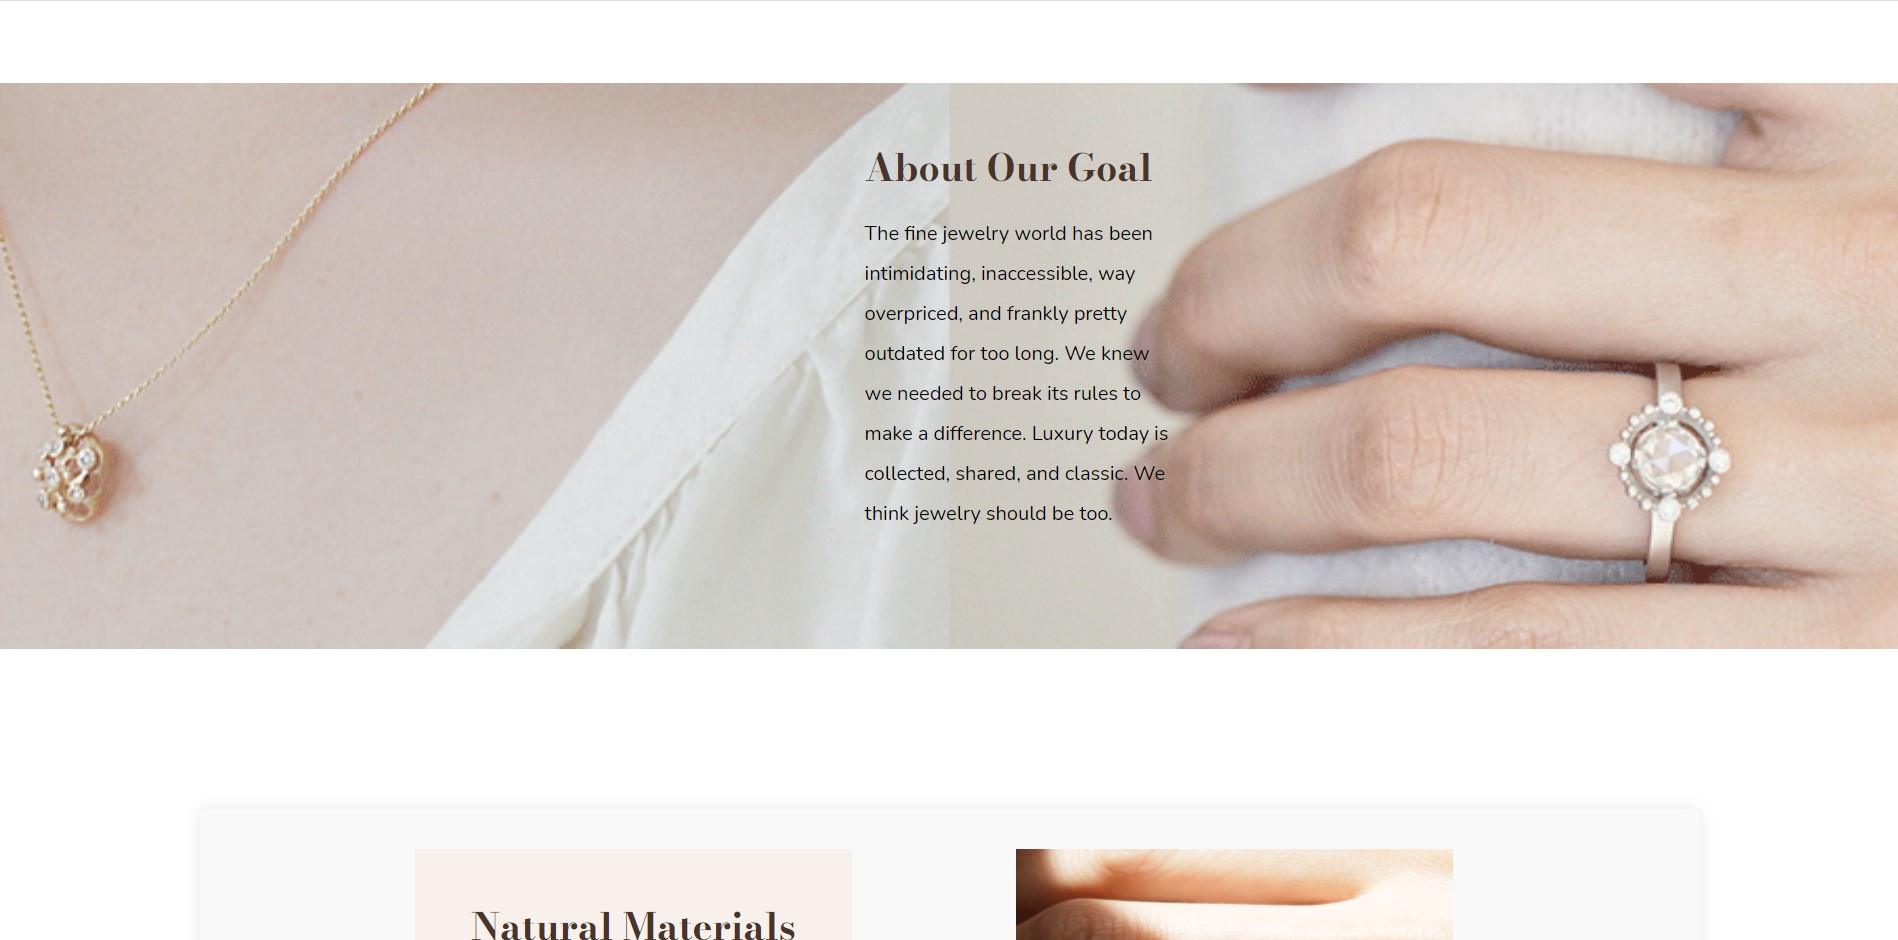 About Our Goal
The fine jewelry world has been
intimidating, inaccessible, way
overpriced, and frankly pretty
outdated for too long. We knew
we needed to break its rules to
make a difference. Luxury today is
collected, shared, and classic. We
think jewelry should be too.
Natural Materials